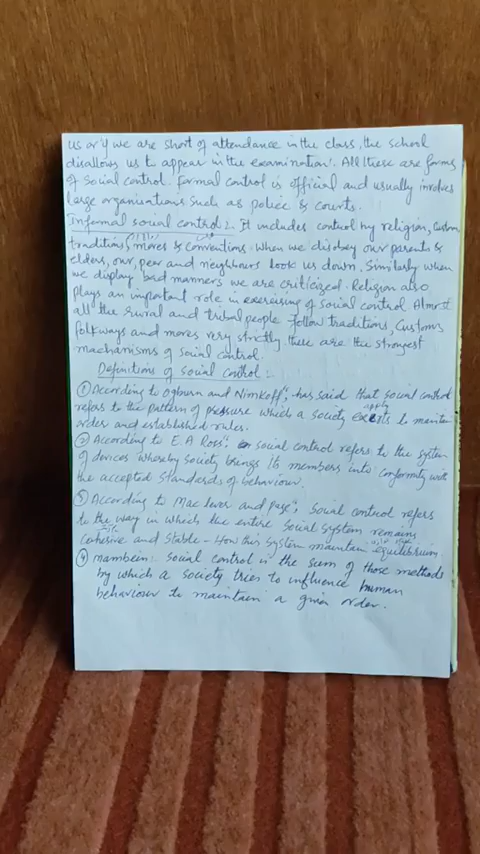 us or if we are short of attendance in the class, the school
disallows us to appear in the examination. All these are forms
of social control. Formal control is official and usually involves
large organisations such as police & courts.
Informal social control :. It includes control by religion, custom
traditions, mores & conventions. When we disobey our parents &
elders, our, peer and neighbours look us down. Similarly when
we display bad manners we are criticized. Religion also
plays an important role in exercising of social control. Almost
all the rural and tribal people follow traditions, customs
folkways and mores very strictly. these are the strongest
mechanisms of social control.
Definitions of social control :.
① According to Ogburn and Nimkoff", has said that social control
apply
refers to the pattern of pressure which a society exerts to maintain
order and established rules.
② According to E. A Ross" social control refers to the system
of devices whereby society brings its members into conformity with
the accepted standards of behaviour.
③ According to MacIver and page", Social control refers
to the way in which the entire social system remains
cohesive and stable - How this system maintain equilibrium
④ mambein :. Social control is the sum of those methods
by which a society tries to influence human
behaviour to maintain a given order.